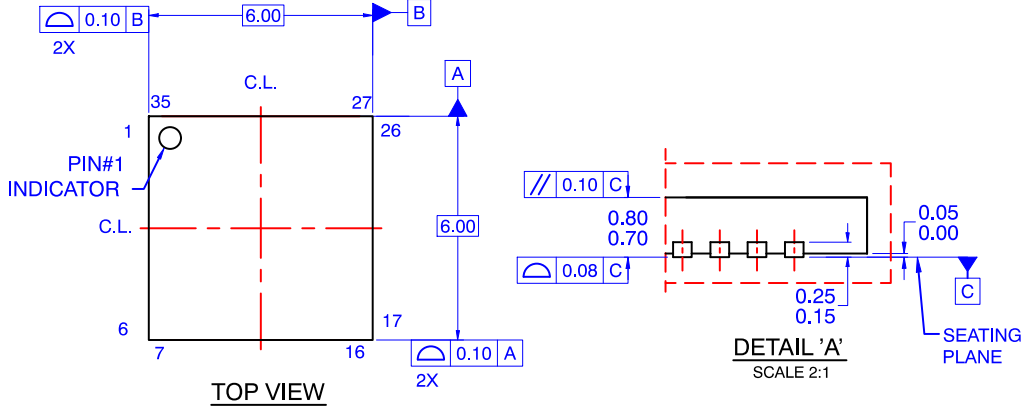 0.10 B
2X
6.00
B
A
C.L.
35
27
1
26
PIN#1
INDICATOR
C.L.
6.00
6
17
7
16
0.10 A
2X
TOP VIEW
// 0.10 C
0.80
0.70
0.08 C
0.05
0.00
0.25
0.15
C
SEATING
PLANE
DETAIL 'A'
SCALE 2:1